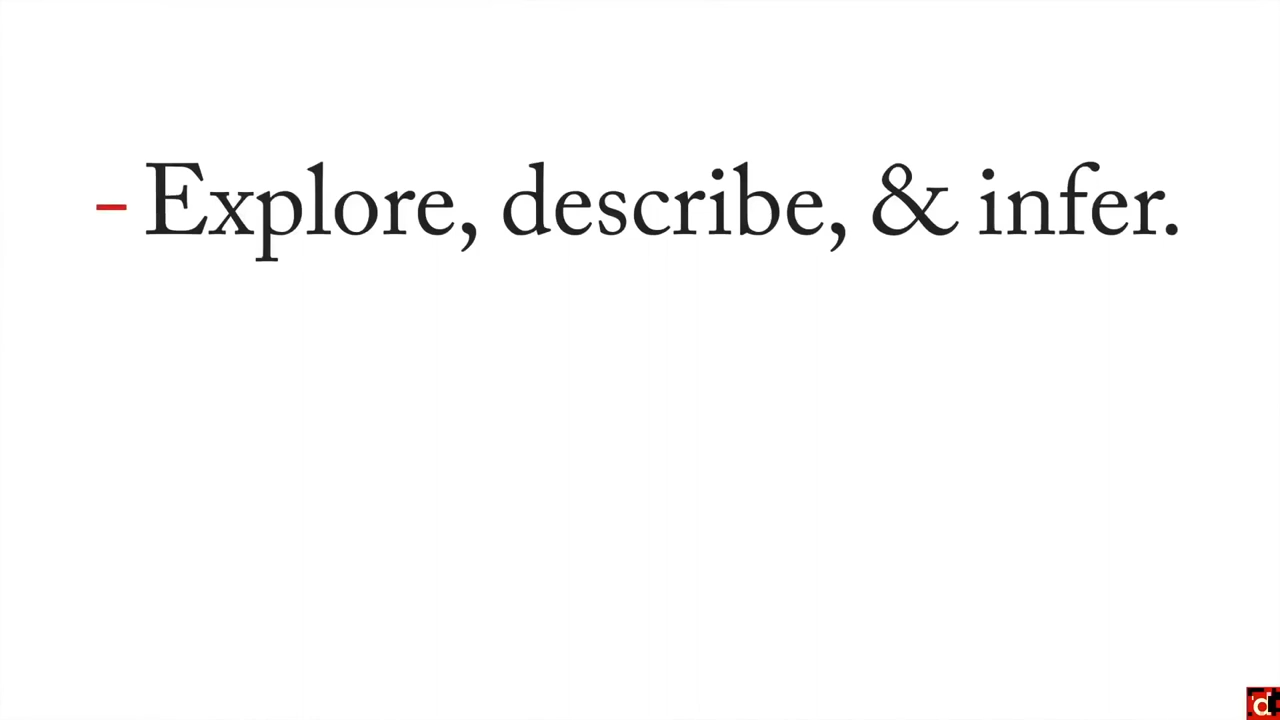 - Explore, describe, & infer.
d